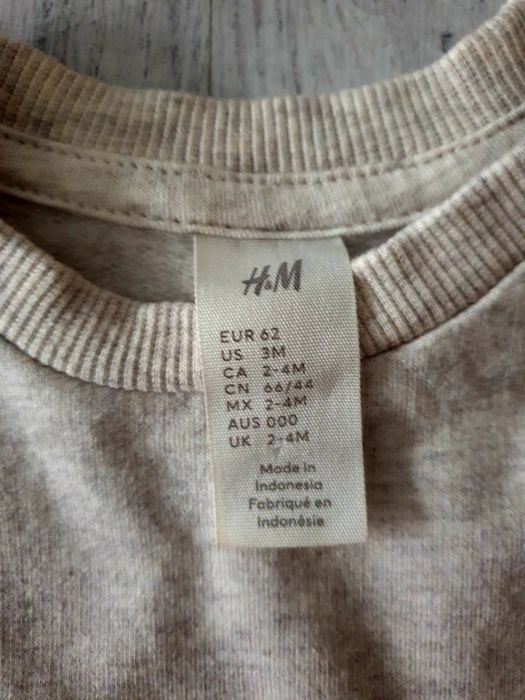 H&M
EUR 62
US 3M
CA 2-4M
CN 66/44
MX 2-4M
AUS 000
UK 2-4M
Made in
Indonesia
Fabriqué en
Indonésie